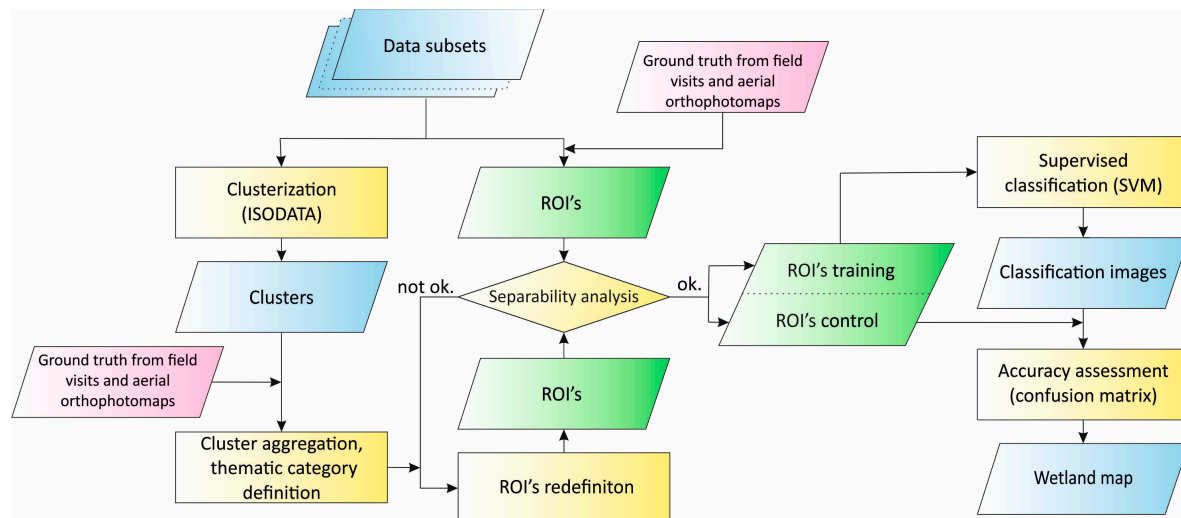 Data subsets
Ground truth from field
visits and aerial
orthophotomaps
Clusterization
(ISODATA)
ROI's
Supervised
classification (SVM)
Clusters
not ok.
Separability analysis
ok.
ROI's training
ROI's control
Classification images
Ground truth from field
visits and aerial
orthophotomaps
ROI's
Accuracy assessment
(confusion matrix)
Cluster aggregation,
thematic category
definition
ROI's redefiniton
Wetland map